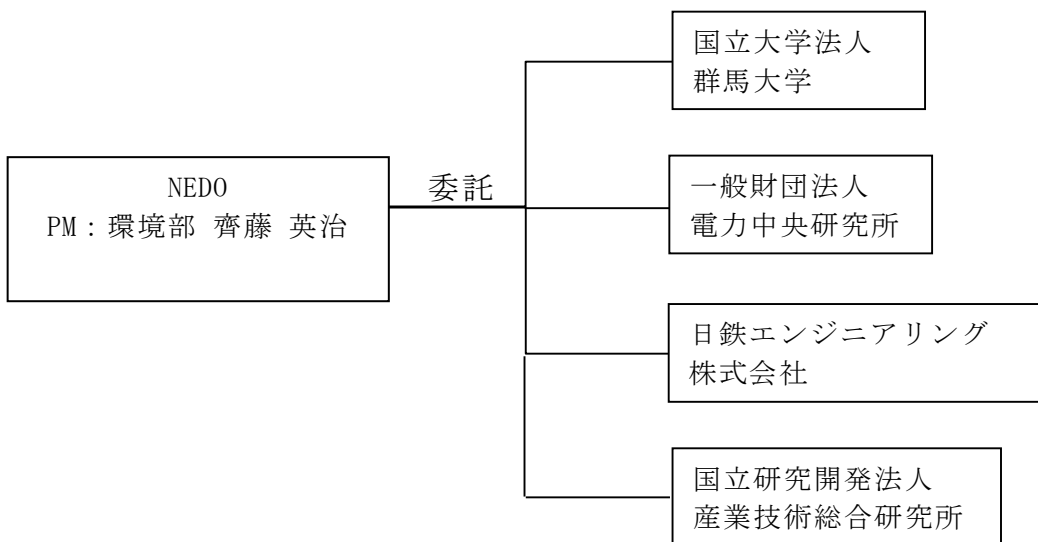 NEDO
PM：環境部 齊藤 英治
委託
国立大学法人
群馬大学
一般財団法人
電力中央研究所
日鉄エンジニアリング
株式会社
国立研究開発法人
産業技術総合研究所